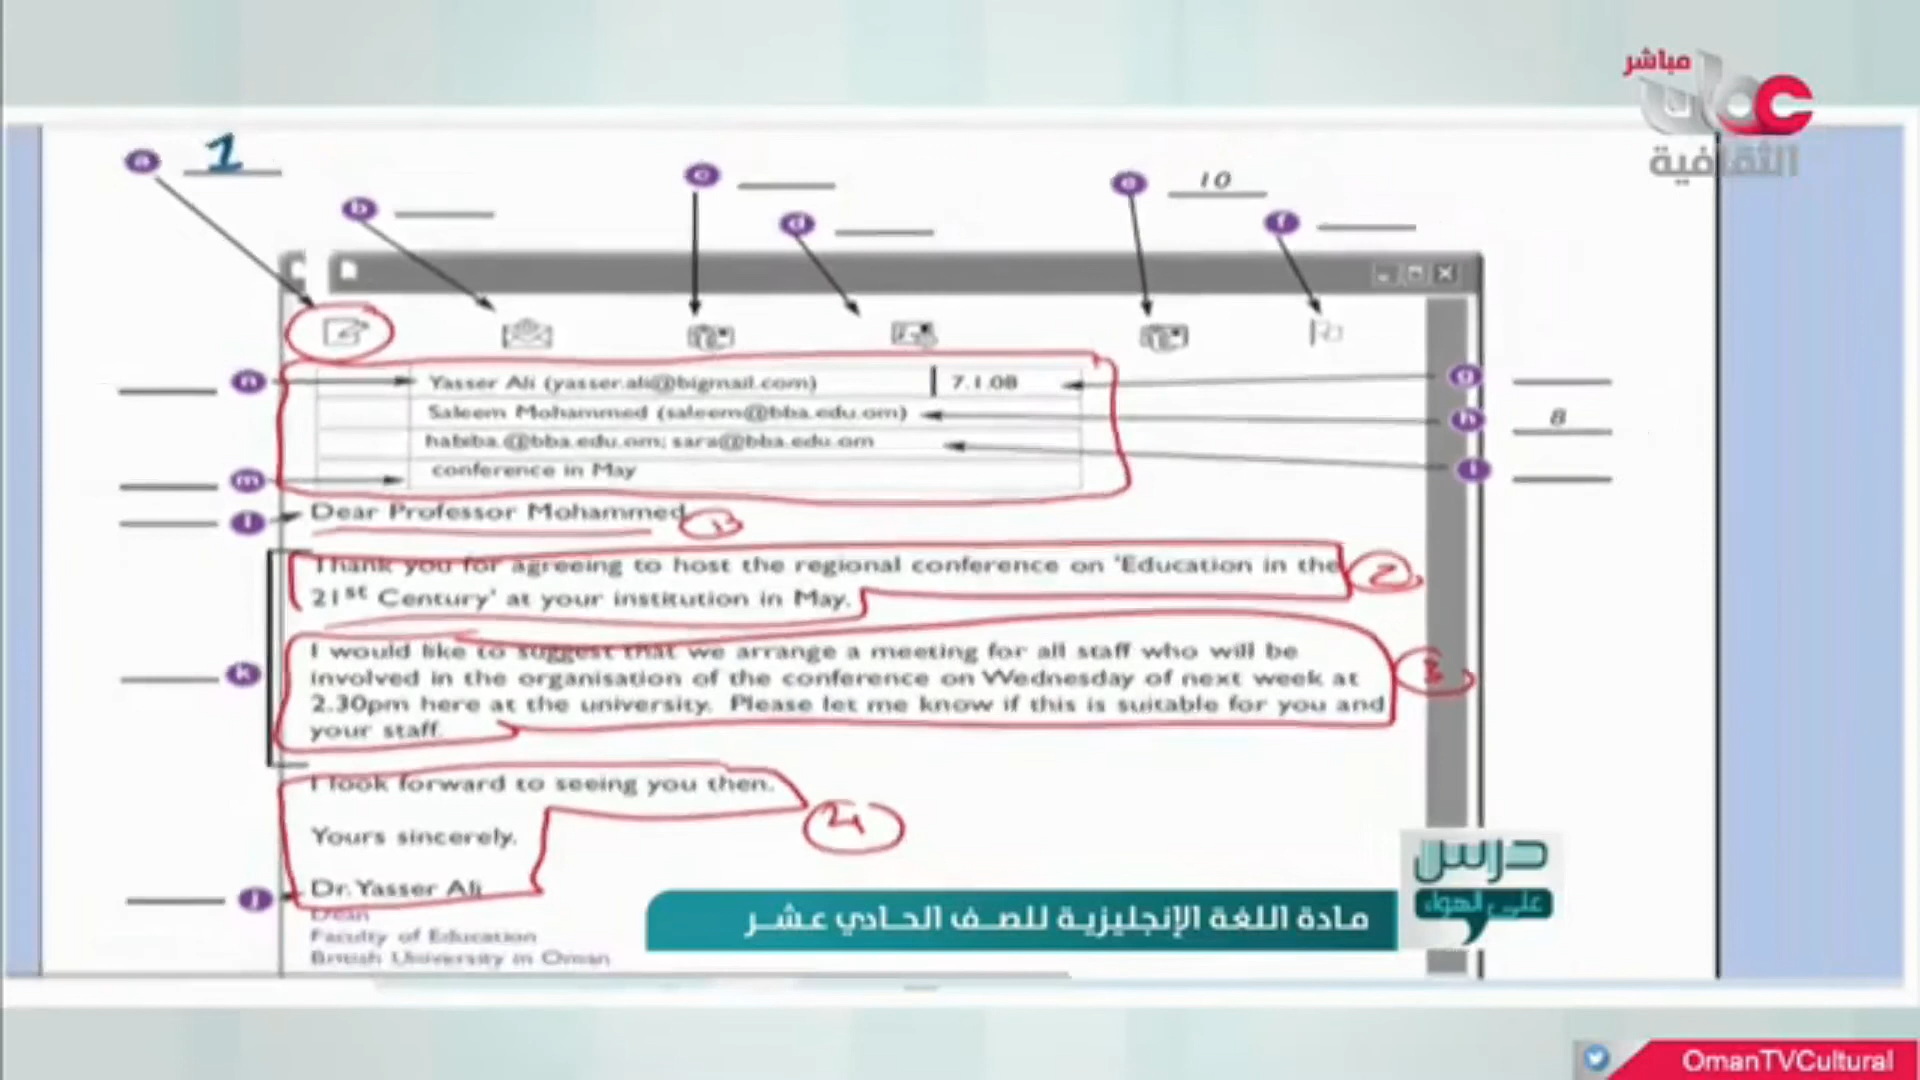 مباشر
عمان
الثقافية
a 1
b
c
d
e 10
f
n Yasser Ali (yasser.ali@bigmail.com) 7.1.08 g
Saleem Mohammed (saleem@bba.edu.om) h 8
habiba.@bba.edu.om; sara@bba.edu.om i
m conference in May
l Dear Professor Mohammed
Thank you for agreeing to host the regional conference on 'Education in the 2
21st Century' at your institution in May.
k
I would like to suggest that we arrange a meeting for all staff who will be
involved in the organisation of the conference on Wednesday of next week at 3
2.30pm here at the university. Please let me know if this is suitable for you and
your staff.
I look forward to seeing you then.
Yours sincerely,
j Dr. Yasser Ali
Dean
Faculty of Education
British University in Oman
درس
على الهواء
مادة اللغة الإنجليزية للصف الحادي عشر
OmanTVCultural